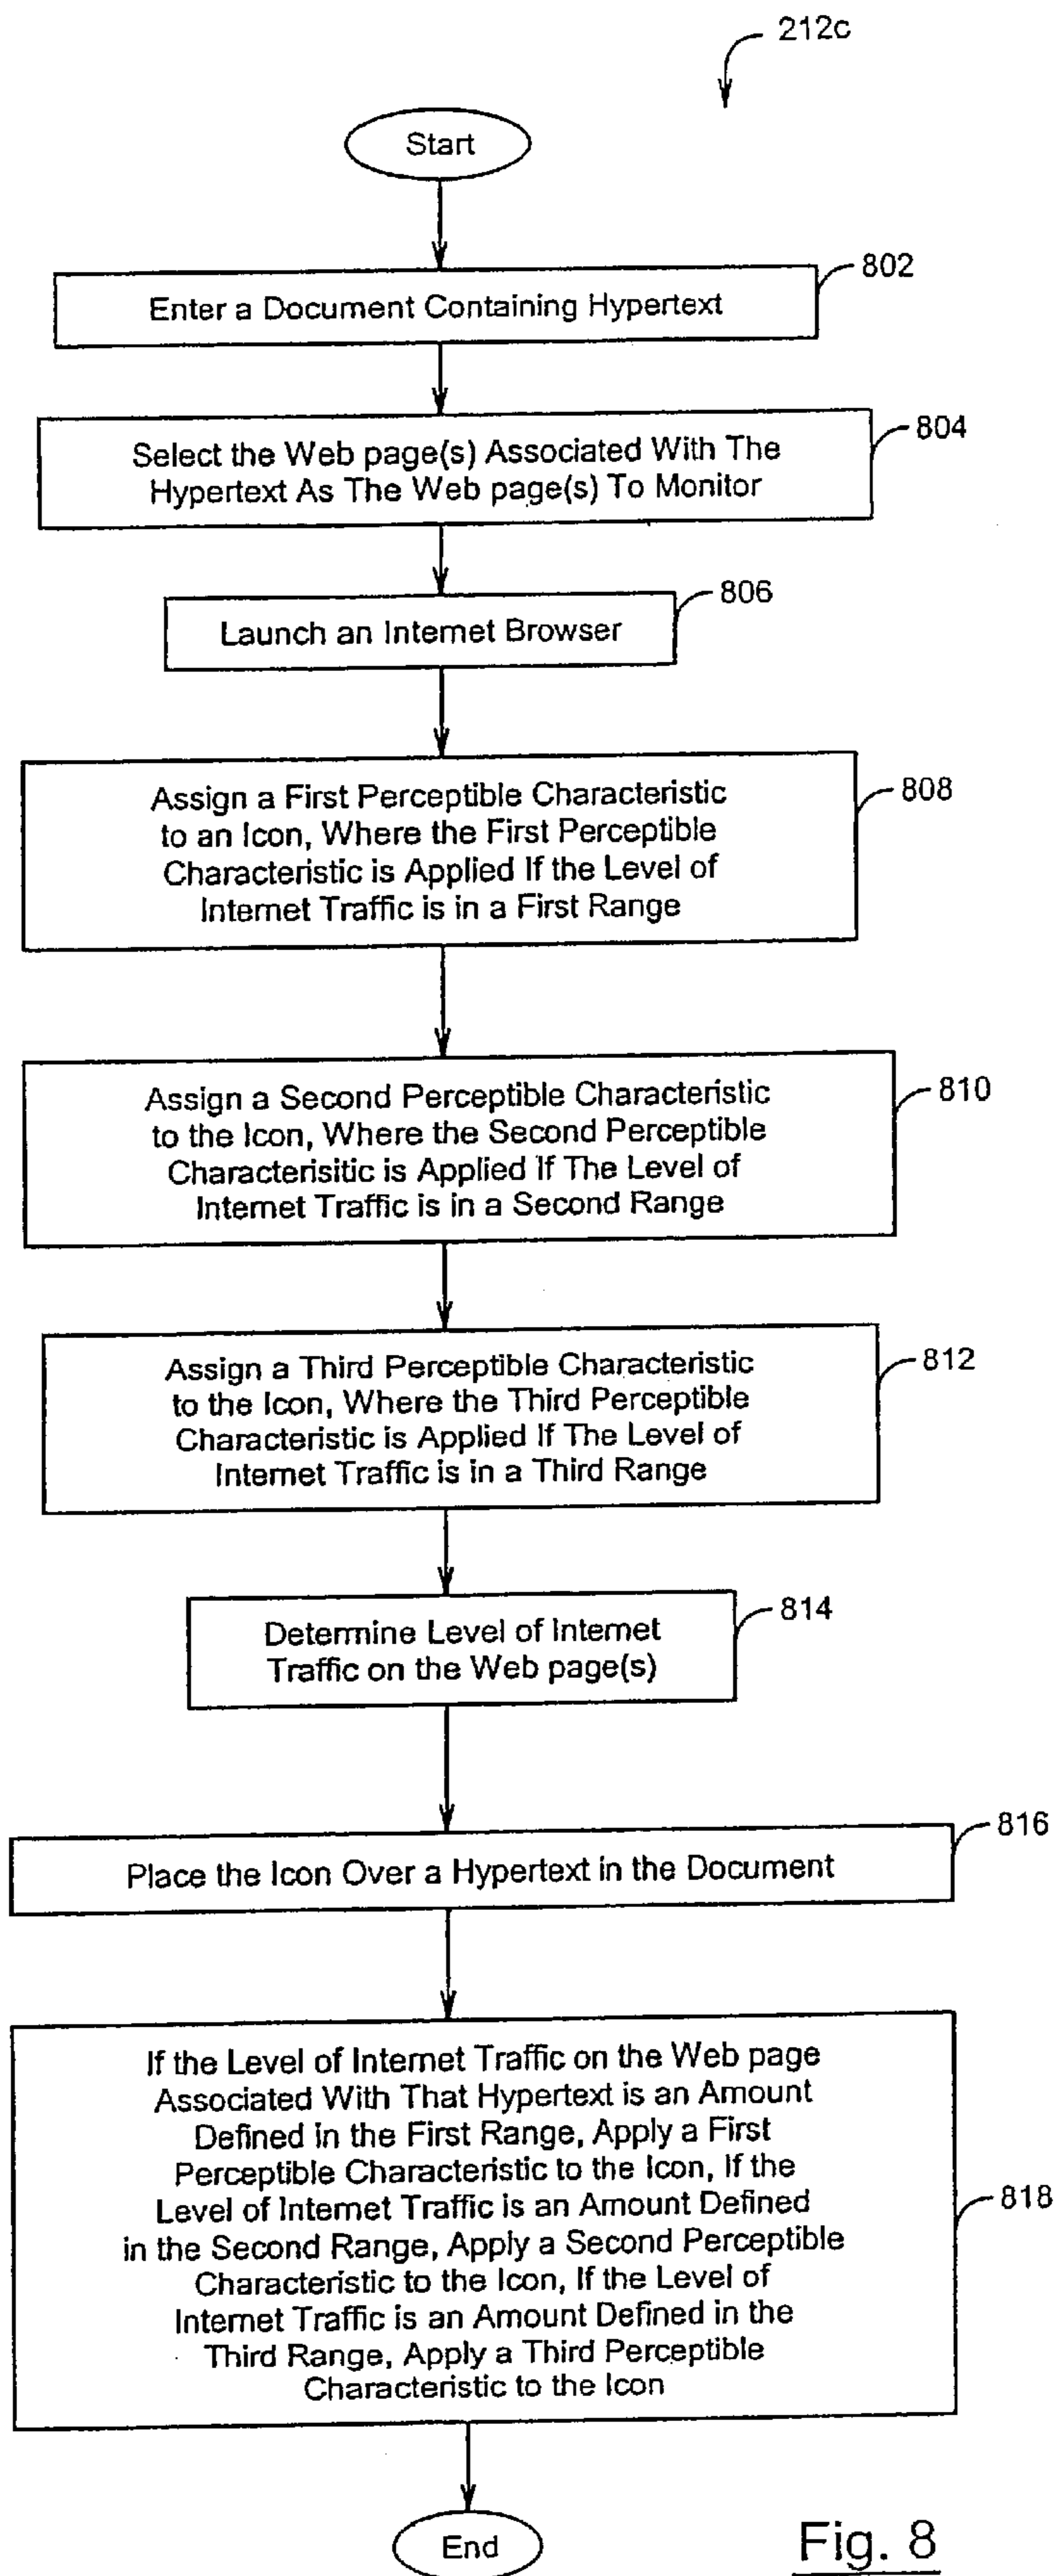 212c
Start
802
Enter a Document Containing Hypertext
804
Select the Web page(s) Associated With The
Hypertext As The Web page(s) To Monitor
806
Launch an Internet Browser
808
Assign a First Perceptible Characteristic
to an Icon, Where the First Perceptible
Characteristic is Applied If the Level of
Internet Traffic is in a First Range
810
Assign a Second Perceptible Characteristic
to the Icon, Where the Second Perceptible
Characterisitic is Applied If The Level of
Internet Traffic is in a Second Range
812
Assign a Third Perceptible Characteristic
to the Icon, Where the Third Perceptible
Characteristic is Applied If The Level of
Internet Traffic is in a Third Range
814
Determine Level of Internet
Traffic on the Web page(s)
816
Place the Icon Over a Hypertext in the Document
818
If the Level of Internet Traffic on the Web page
Associated With That Hypertext is an Amount
Defined in the First Range, Apply a First
Perceptible Characteristic to the Icon, If the
Level of Internet Traffic is an Amount Defined
in the Second Range, Apply a Second Perceptible
Characteristic to the Icon, If the Level of
Internet Traffic is an Amount Defined in the
Third Range, Apply a Third Perceptible
Characteristic to the Icon
End
Fig. 8